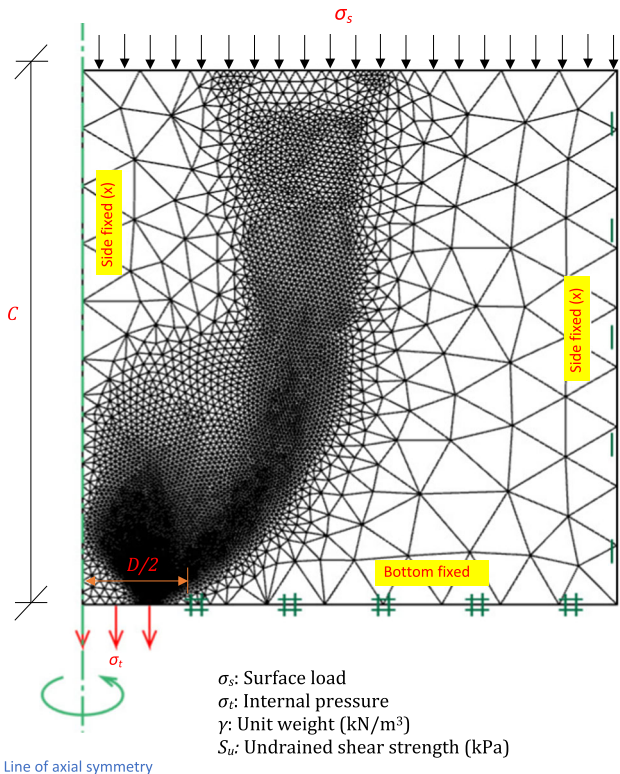 σs
Side fixed (x)
C
Side fixed (x)
D/2
Bottom fixed
σt
σs: Surface load
σt: Internal pressure
γ: Unit weight (kN/m³)
Su: Undrained shear strength (kPa)
Line of axial symmetry